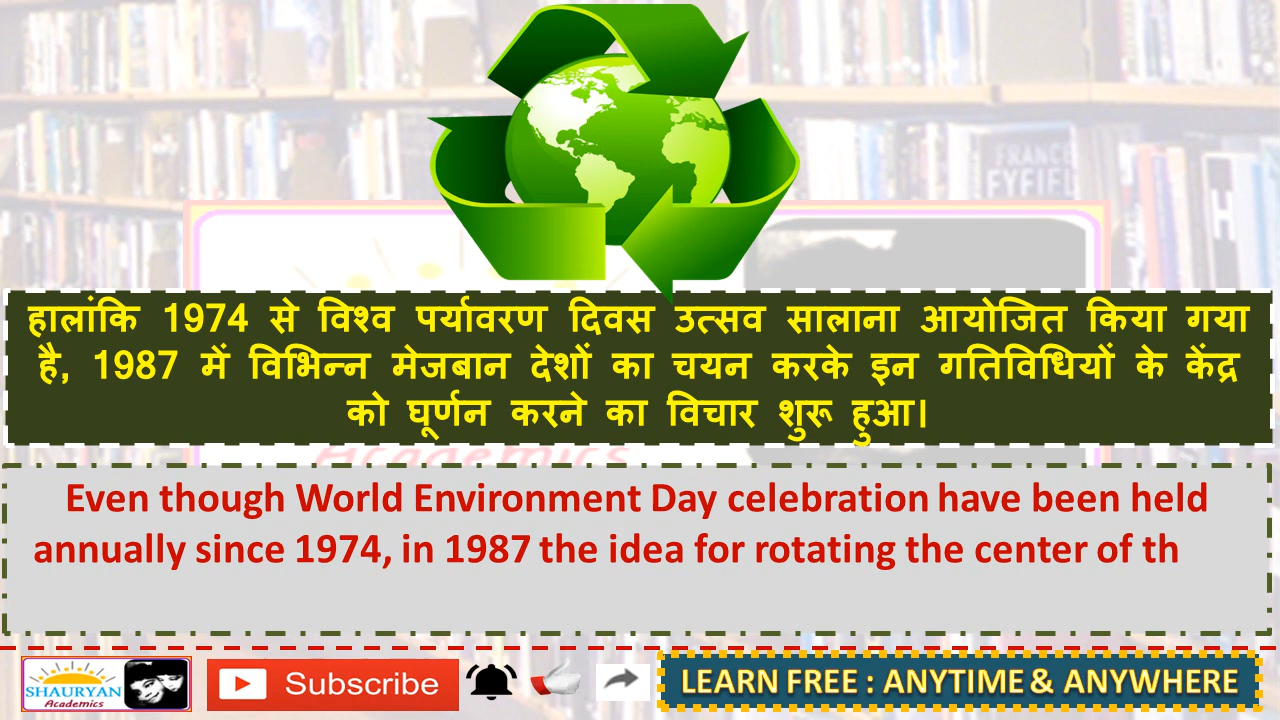 हालांकि 1974 से विश्व पर्यावरण दिवस उत्सव सालाना आयोजित किया गया
है, 1987 में विभिन्न मेजबान देशों का चयन करके इन गतिविधियों के केंद्र
को घूर्णन करने का विचार शुरू हुआ।
Even though World Environment Day celebration have been held
annually since 1974, in 1987 the idea for rotating the center of th
SHAURYAN
Academics
Subscribe
LEARN FREE : ANYTIME & ANYWHERE